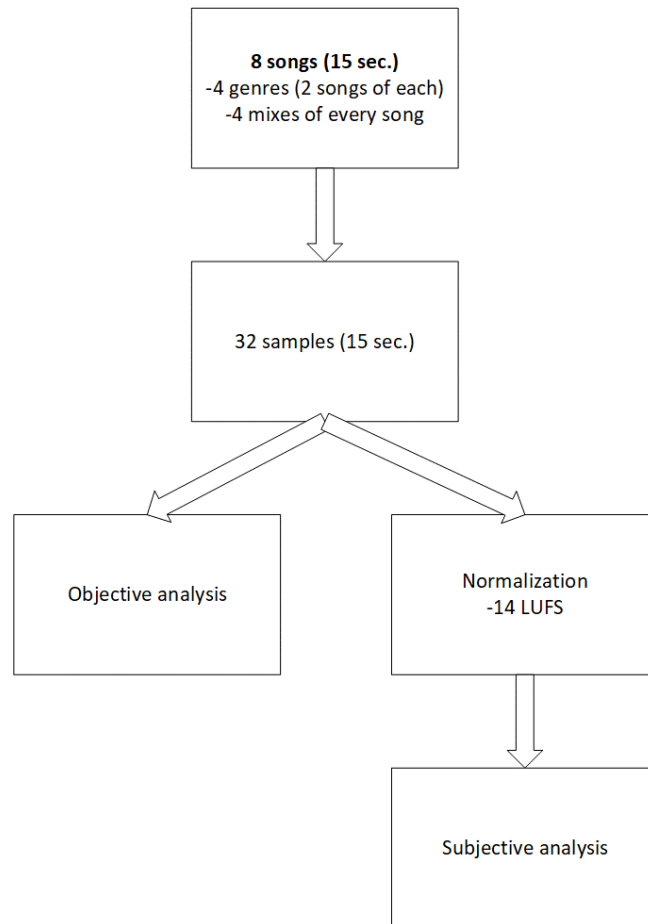 8 songs (15 sec.)
-4 genres (2 songs of each)
-4 mixes of every song
32 samples (15 sec.)
Objective analysis
Normalization
-14 LUFS
Subjective analysis